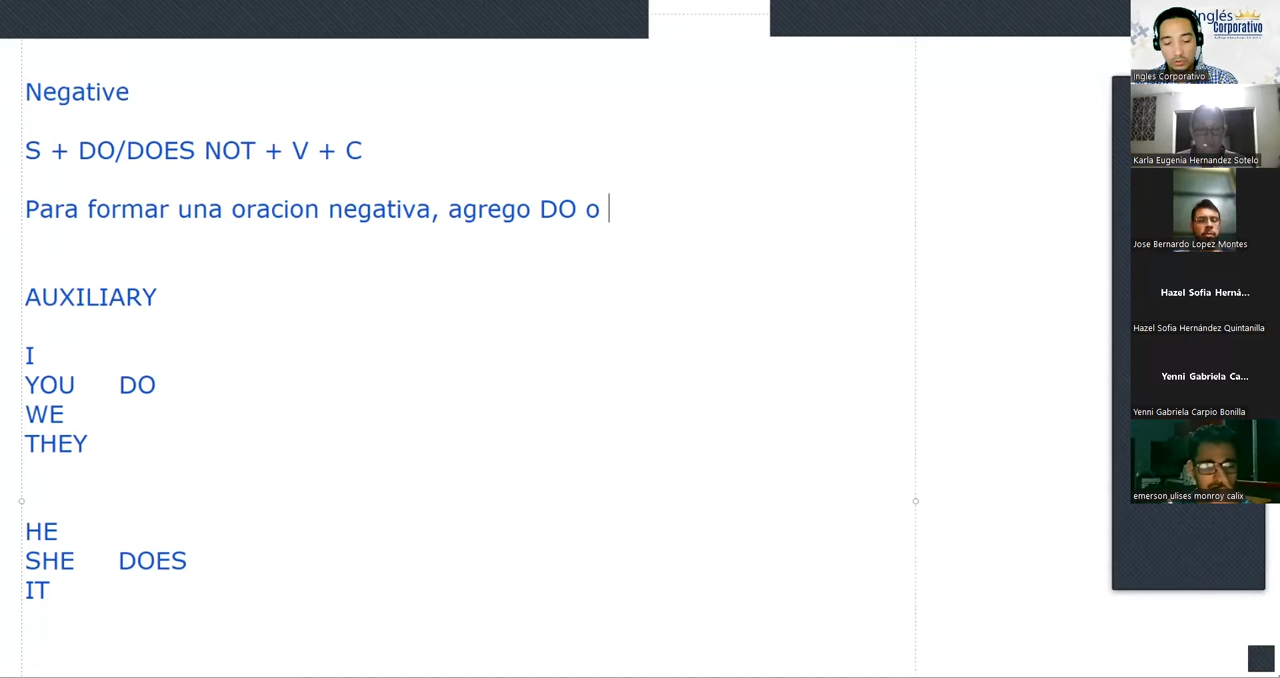 Negative
S + DO/DOES NOT + V + C
Para formar una oracion negativa, agrego DO o
AUXILIARY
I
YOU DO
WE
THEY
HE
SHE DOES
IT
Inglés
Corporativo
Ingles Corporativo
Karla Eugenia Hernandez Sotelo
Jose Bernardo Lopez Montes
Hazel Sofia Herná...
Hazel Sofia Hernández Quintanilla
Yenni Gabriela Ca...
Yenni Gabriela Carpio Bonilla
emerson ulises monroy calix